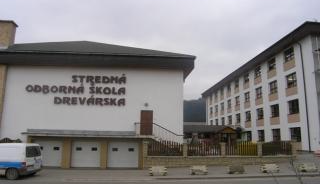 STREDNÁ
ODBORNÁ ŠKOLA
DREVÁRSKA